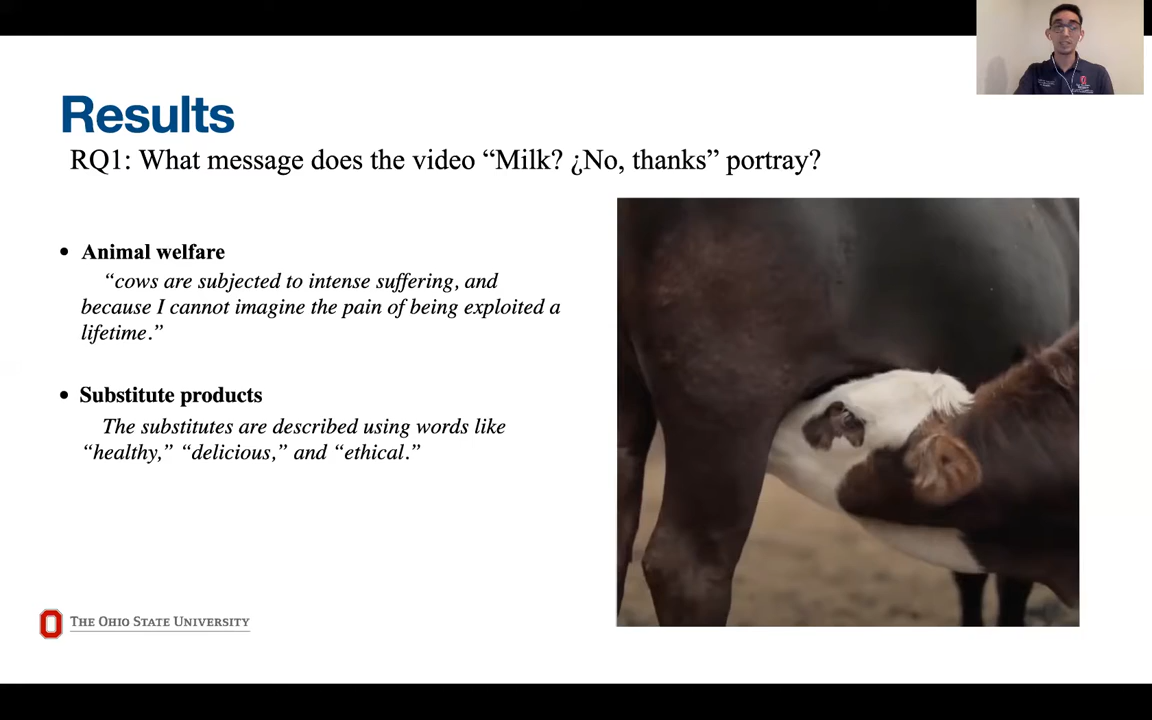 Results
RQ1: What message does the video “Milk? ¿No, thanks” portray?
• Animal welfare
“cows are subjected to intense suffering, and
because I cannot imagine the pain of being exploited a
lifetime.”
• Substitute products
The substitutes are described using words like
“healthy,” “delicious,” and “ethical.”
THE OHIO STATE UNIVERSITY